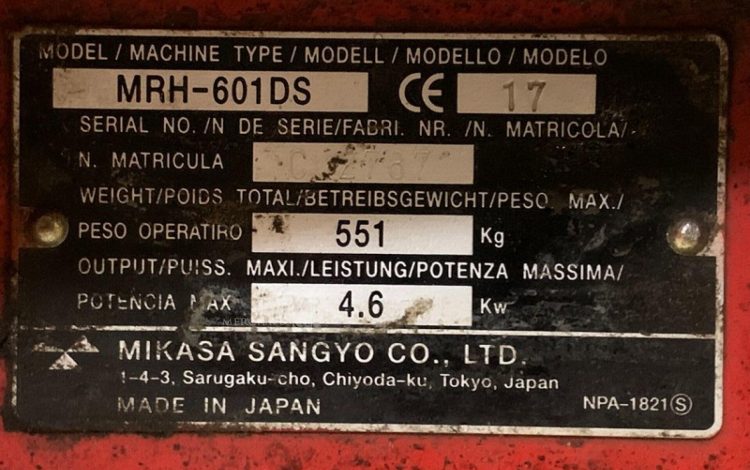 MODEL / MACHINE TYPE / MODELL / MODELLO / MODELO
MRH-601DS CE 17
SERIAL NO. /N DE SERIE/FABRI. NR. /N. MATRICOLA/
N. MATRICULA
WEIGHT/POIDS TOTAL/BETREIBSGEWICHT/PESO MAX./
PESO OPERATIRO 551 Kg
OUTPUT/PUISS. MAXI./LEISTUNG/POTENZA MASSIMA/
POTENCIA MAX 4.6 Kw
MIKASA SANGYO CO., LTD.
1-4-3, Sarugaku-cho, Chiyoda-ku, Tokyo, Japan
MADE IN JAPAN NPA-1821 Ⓢ